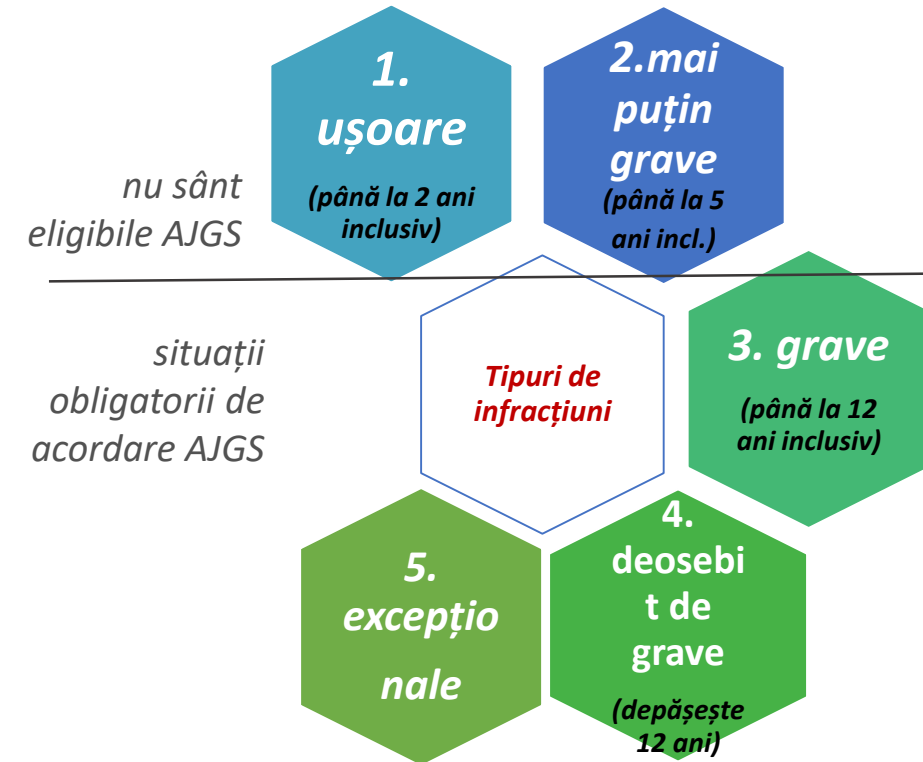 1.
ușoare
(până la 2 ani
inclusiv)
2.mai
puțin
grave
(până la 5
ani incl.)
nu sânt
eligibile AJGS
situații
obligatorii de
acordare AJGS
Tipuri de
infracțiuni
3. grave
(până la 12
ani inclusiv)
4.
deosebi
t de
grave
(depășește
12 ani)
5.
excepțio
nale